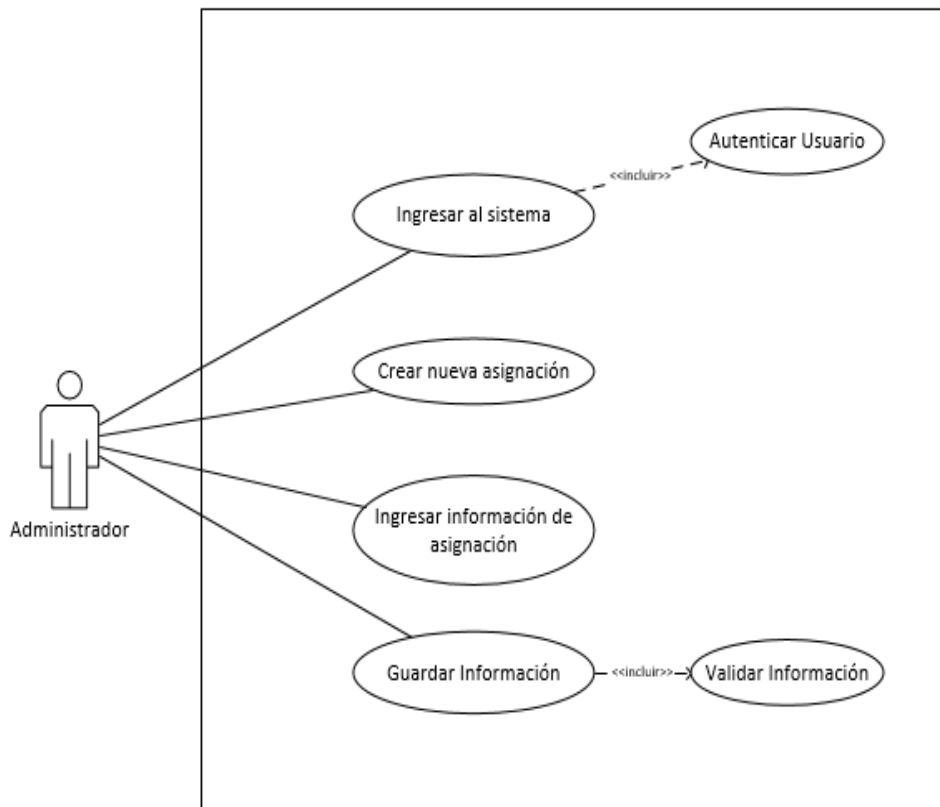 Autenticar Usuario
<<incluir>>
Ingresar al sistema
Crear nueva asignación
Ingresar información de
asignación
Administrador
Guardar Información
<<incluir>>
Validar Información